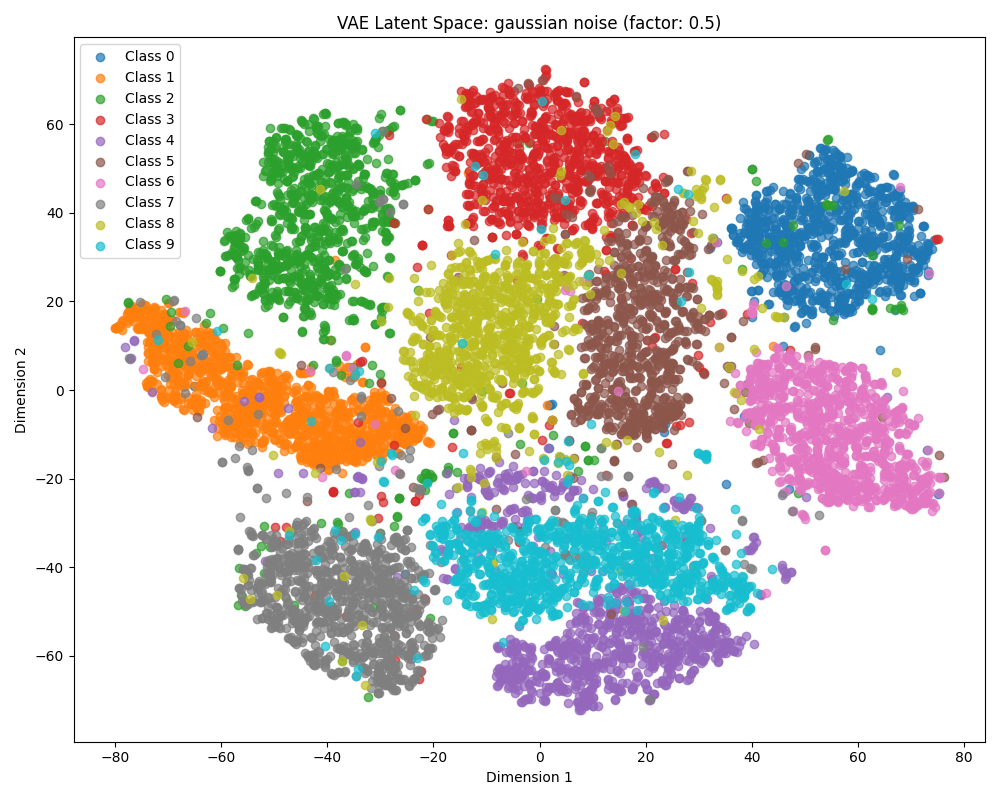 VAE Latent Space: gaussian noise (factor: 0.5)
Class 0
Class 1
Class 2
Class 3
Class 4
Class 5
Class 6
Class 7
Class 8
Class 9
60
40
20
0
−20
−40
−60
Dimension 2
−80 −60 −40 −20 0 20 40 60 80
Dimension 1